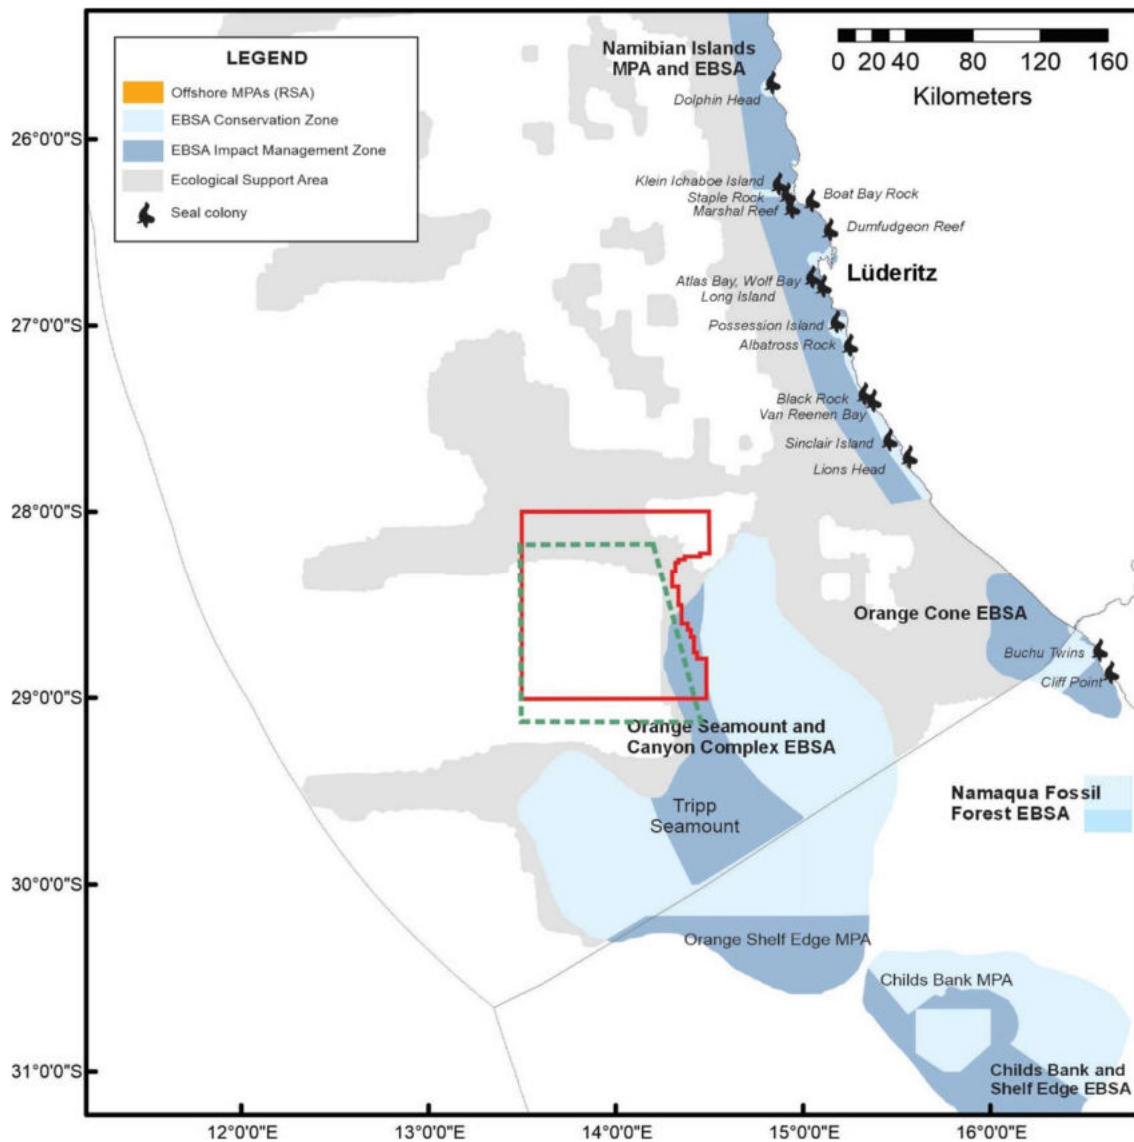 LEGEND
Offshore MPAs (RSA)
EBSA Conservation Zone
EBSA Impact Management Zone
Ecological Support Area
Seal colony
Namibian Islands
MPA and EBSA
Dolphin Head
0 20 40 80 120 160
Kilometers
Klein Ichaboe Island
Staple Rock
Marshal Reef
Boat Bay Rock
Dumfudgeon Reef
Lüderitz
Atlas Bay, Wolf Bay
Long Island
Possession Island
Albatross Rock
Black Rock
Van Reenen Bay
Sinclair Island
Lions Head
Orange Cone EBSA
Buchu Twins
Cliff Point
Orange Seamount and
Canyon Complex EBSA
Tripp
Seamount
Namaqua Fossil
Forest EBSA
Orange Shelf Edge MPA
Childs Bank MPA
Childs Bank and
Shelf Edge EBSA
26°0'0"S
27°0'0"S
28°0'0"S
29°0'0"S
30°0'0"S
31°0'0"S
12°0'0"E 13°0'0"E 14°0'0"E 15°0'0"E 16°0'0"E